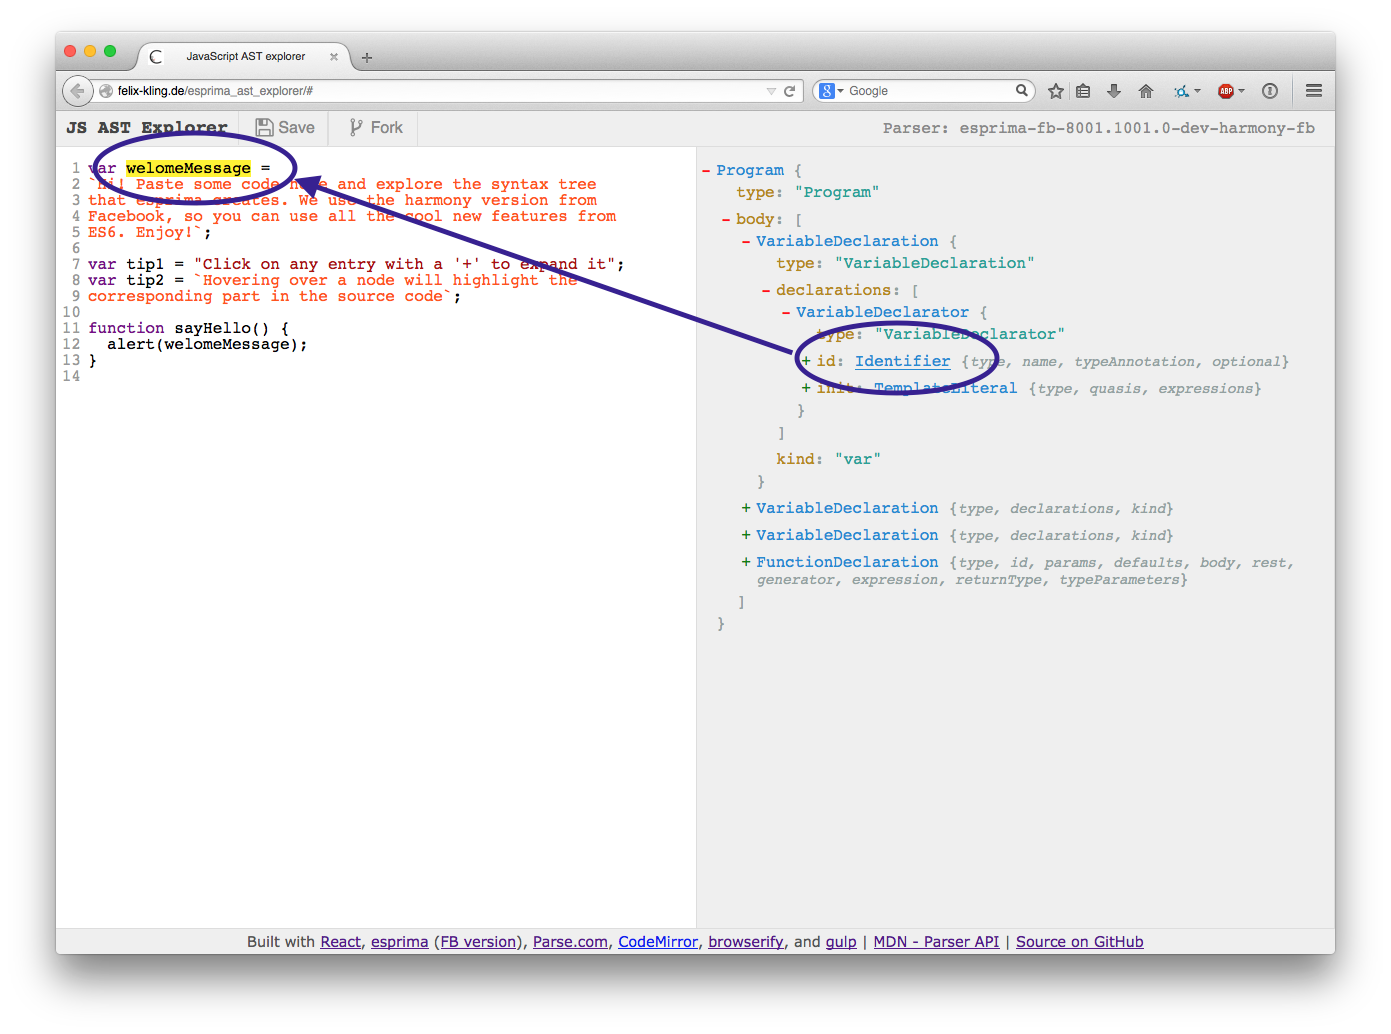 JavaScript AST explorer
felix-kling.de/esprima_ast_explorer/#
Google
ABP
JS AST Explorer
Save
Fork
Parser: esprima-fb-8001.1001.0-dev-harmony-fb
1 var welomeMessage =
2 `Hi! Paste some code here and explore the syntax tree
3 that esprima creates. We use the harmony version from
4 Facebook, so you can use all the cool new features from
5 ES6. Enjoy!`;
6
7 var tip1 = "Click on any entry with a '+' to expand it";
8 var tip2 = `Hovering over a node will highlight the
9 corresponding part in the source code`;
10
11 function sayHello() {
12 alert(welomeMessage);
13 }
14
- Program {
type: "Program"
- body: [
- VariableDeclaration {
type: "VariableDeclaration"
- declarations: [
- VariableDeclarator {
type: "VariableDeclarator"
+ id: Identifier {type, name, typeAnnotation, optional}
+ init: TemplateLiteral {type, quasis, expressions}
}
]
kind: "var"
}
+ VariableDeclaration {type, declarations, kind}
+ VariableDeclaration {type, declarations, kind}
+ FunctionDeclaration {type, id, params, defaults, body, rest,
generator, expression, returnType, typeParameters}
]
}
Built with React, esprima (FB version), Parse.com, CodeMirror, browserify, and gulp | MDN - Parser API | Source on GitHub